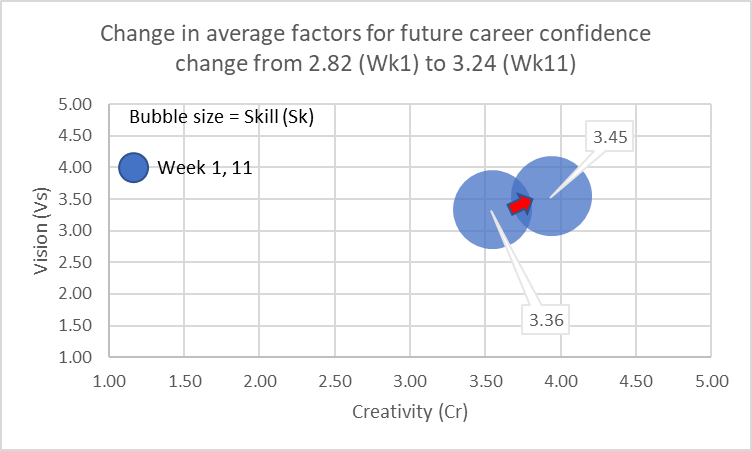 Change in average factors for future career confidence
change from 2.82 (Wk1) to 3.24 (Wk11)
5.00
Bubble size = Skill (Sk)
4.50
3.45
4.00
Week 1, 11
3.50
3.00
2.50
2.00
1.50
3.36
1.00
Vision (Vs)
1.00 1.50 2.00 2.50 3.00 3.50 4.00 4.50 5.00
Creativity (Cr)